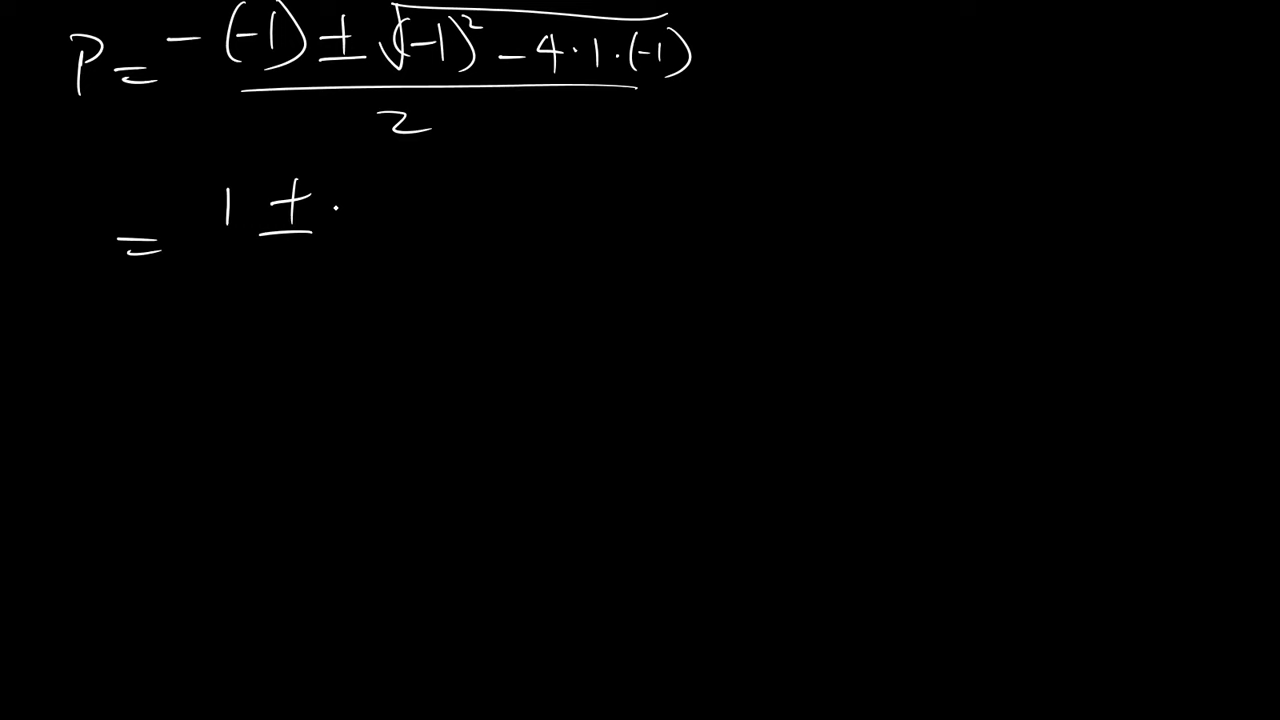 P = -(-1) ± √(-1)² - 4·1·(-1)
2
= 1 ± ·